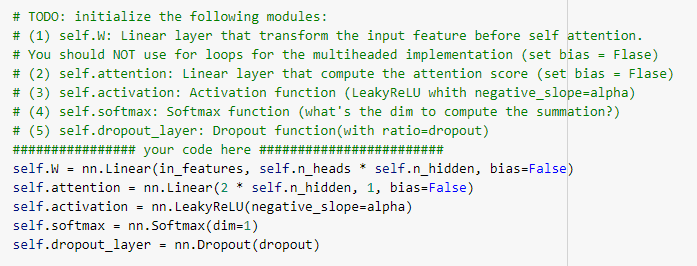 # TODO: initialize the following modules:
# (1) self.W: Linear layer that transform the input feature before self attention.
# You should NOT use for loops for the multiheaded implementation (set bias = Flase)
# (2) self.attention: Linear layer that compute the attention score (set bias = Flase)
# (3) self.activation: Activation function (LeakyReLU whith negative_slope=alpha)
# (4) self.softmax: Softmax function (what's the dim to compute the summation?)
# (5) self.dropout_layer: Dropout function(with ratio=dropout)
################ your code here ########################
self.W = nn.Linear(in_features, self.n_heads * self.n_hidden, bias=False)
self.attention = nn.Linear(2 * self.n_hidden, 1, bias=False)
self.activation = nn.LeakyReLU(negative_slope=alpha)
self.softmax = nn.Softmax(dim=1)
self.dropout_layer = nn.Dropout(dropout)